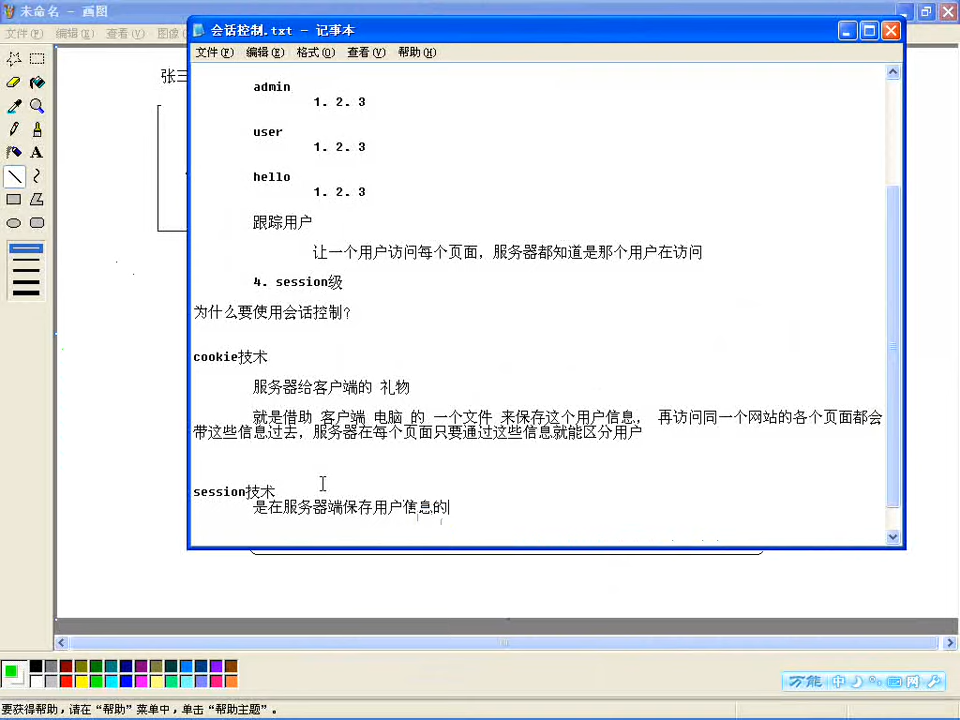 未命名 - 画图
文件(F) 编辑(E) 查看(V) 图像
会话控制.txt - 记事本
文件(F) 编辑(E) 格式(O) 查看(V) 帮助(H)
张三
admin
1. 2. 3
user
1. 2. 3
hello
1. 2. 3
跟踪用户
让一个用户访问每个页面, 服务器都知道是那个用户在访问
4. session级
为什么要使用会话控制?
cookie技术
服务器给客户端的 礼物
就是借助 客户端 电脑 的 一个文件 来保存这个用户信息, 再访问同一个网站的各个页面都会
带这些信息过去, 服务器在每个页面只要通过这些信息就能区分用户
session技术
是在服务器端保存用户信息的
万能 中 网
要获得帮助, 请在“帮助”菜单中, 单击“帮助主题”。